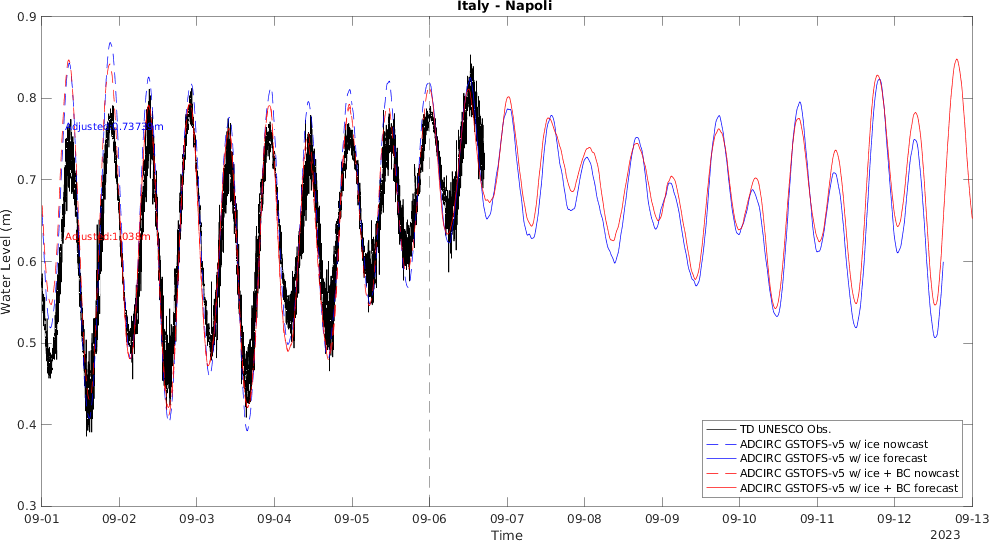 Italy - Napoli
0.9
0.8
0.7
0.6
0.5
0.4
0.3
Water Level (m)
Adjusted:1.038m
TD UNESCO Obs.
ADCIRC GSTOFS-v5 w/ ice nowcast
ADCIRC GSTOFS-v5 w/ ice forecast
ADCIRC GSTOFS-v5 w/ ice + BC nowcast
ADCIRC GSTOFS-v5 w/ ice + BC forecast
09-01 09-02 09-03 09-04 09-05 09-06 09-07 09-08 09-09 09-10 09-11 09-12 09-13
Time
2023